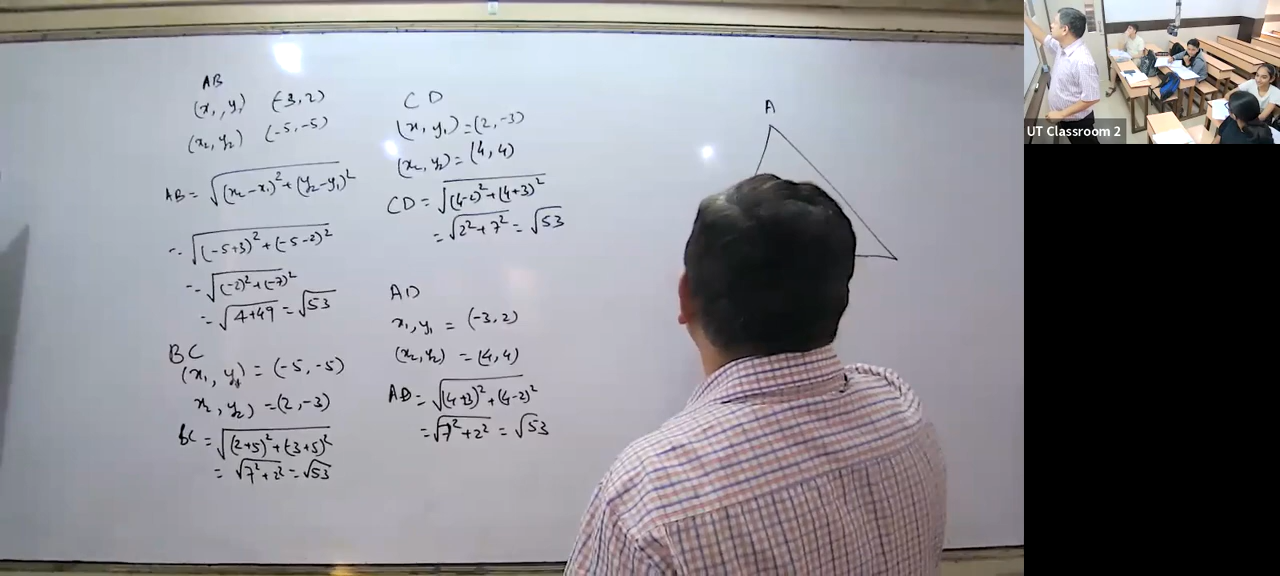 AB
(x₁, y₁) (-3, 2)
(x₂, y₂) (-5, -5)
AB = √((x₂-x₁)²+(y₂-y₁)²)
= √((-5+3)²+(-5-2)²)
= √((-2)²+(-7)²)
= √(4+49) = √53
BC
(x₁, y₁) = (-5, -5)
x₂, y₂) = (2, -3)
BC = √((2+5)²+(-3+5)²)
= √(7²+2²) = √53
CD
(x₁, y₁) = (2, -3)
(x₂, y₂) = (4, 4)
CD = √((4-2)²+(4+3)²)
= √(2²+7²) = √53
AD
x₁, y₁ = (-3, 2)
(x₂, y₂) = (4, 4)
AD = √((4+3)²+(4-2)²)
= √(7²+2²) = √53
A
UT Classroom 2